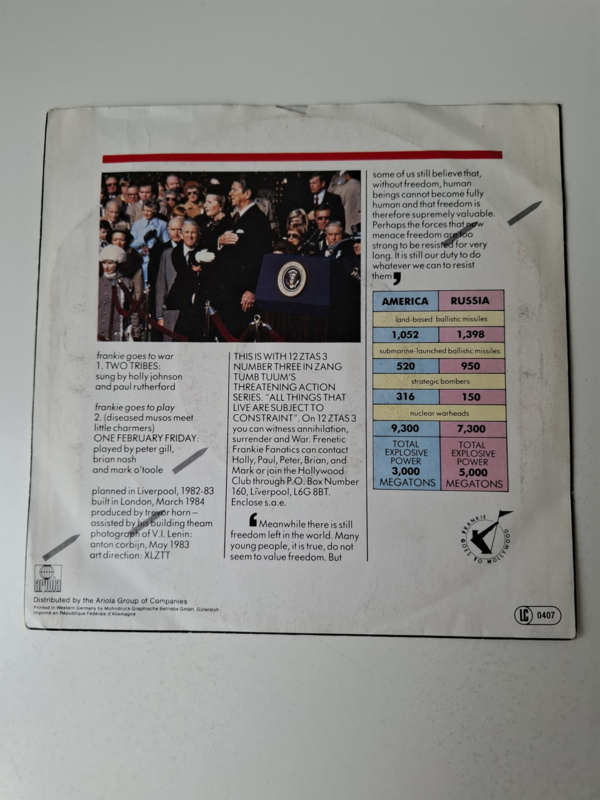 frankie goes to war
1. TWO TRIBES:
sung by holly johnson
and paul rutherford
frankie goes to play
2. (diseased musos meet
little charmers)
ONE FEBRUARY FRIDAY:
played by peter gill,
brian nash
and mark o'toole
planned in Liverpool, 1982-83
built in London, March 1984
produced by trevor horn –
assisted by his building theam
photograph of V.I. Lenin:
anton corbijn, May 1983
art direction: XLZTT
THIS IS WITH 12 ZTAS 3
NUMBER THREE IN ZANG
TUMB TUUM'S
THREATENING ACTION
SERIES. "ALL THINGS THAT
LIVE ARE SUBJECT TO
CONSTRAINT". On 12 ZTAS 3
you can witness annihilation,
surrender and War. Frenetic
Frankie Fanatics can contact
Holly, Paul, Peter, Brian, and
Mark or join the Hollywood
Club through P.O. Box Number
160, Liverpool, L69 8BT.
Enclose s.a.e.
❛ Meanwhile there is still
freedom left in the world. Many
young people, it is true, do not
seem to value freedom. But
some of us still believe that,
without freedom, human
beings cannot become fully
human and that freedom is
therefore supremely valuable.
Perhaps the forces that now
menace freedom are too
strong to be resisted for very
long. It is still our duty to do
whatever we can to resist
them ❜
AMERICA RUSSIA
land-based ballistic missiles
1,052 1,398
submarine-launched ballistic missiles
520 950
strategic bombers
316 150
nuclear warheads
9,300 7,300
TOTAL TOTAL
EXPLOSIVE EXPLOSIVE
POWER POWER
3,000 5,000
MEGATONS MEGATONS
FRANKIE GOES TO HOLLYWOOD
ariola
Distributed by the Ariola Group of Companies
Printed in Western Germany by Mohndruck Graphische Betriebe GmbH, Gütersloh
Imprimé en République Fédérale d'Allemagne
LC 0407